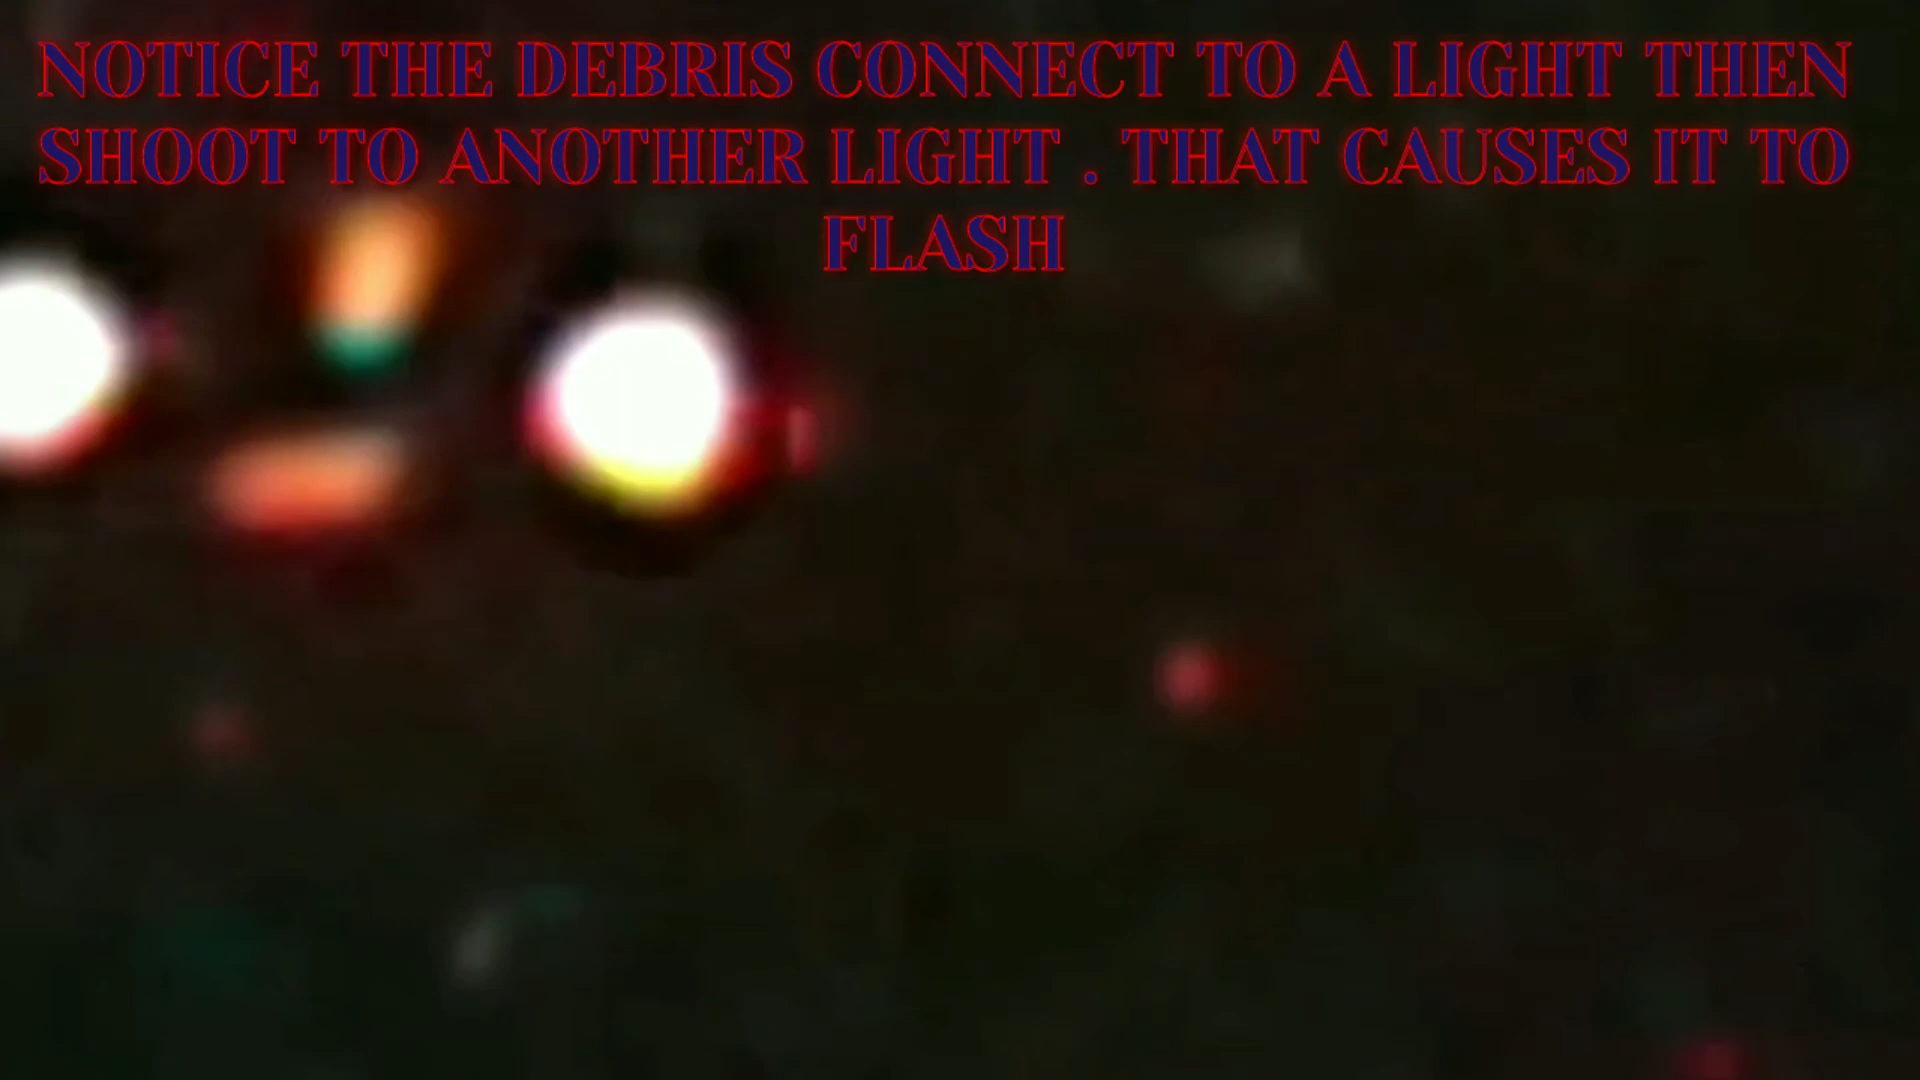 NOTICE THE DEBRIS CONNECT TO A LIGHT THEN
SHOOT TO ANOTHER LIGHT . THAT CAUSES IT TO
FLASH